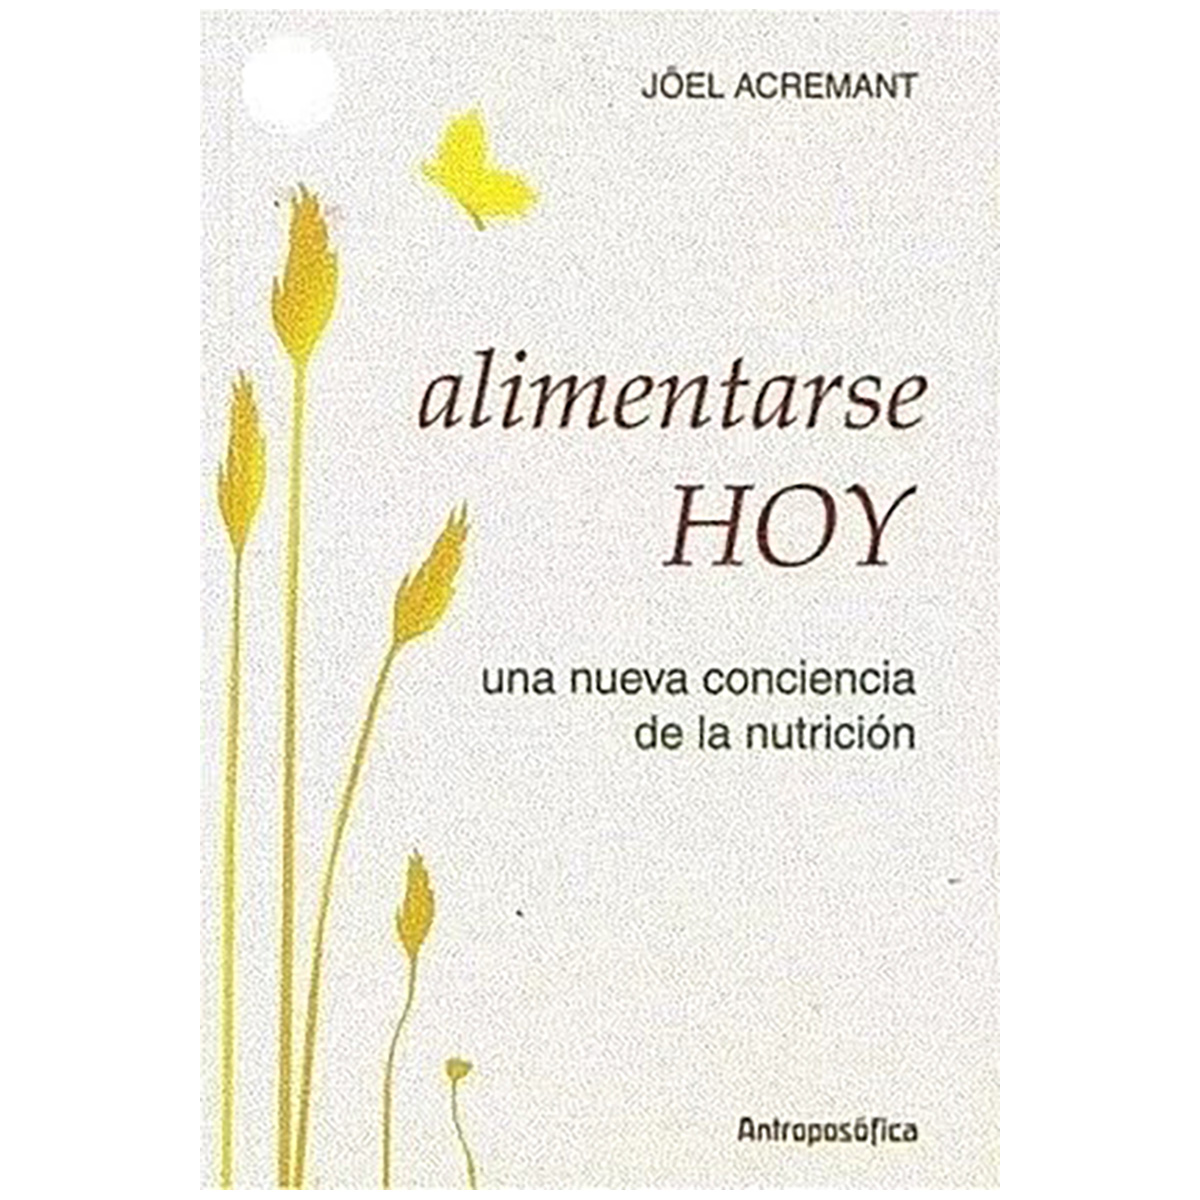 JÖEL ACREMANT
alimentarse
HOY
una nueva conciencia
de la nutrición
Antroposófica